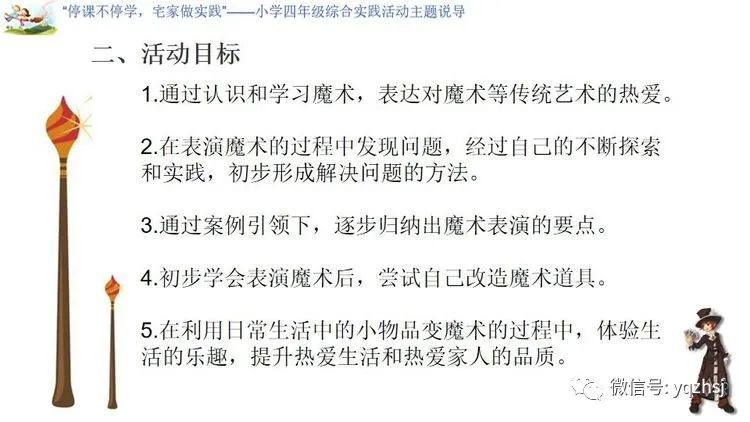 “停课不停学，宅家做实践”——小学四年级综合实践活动主题说导
二、活动目标
1.通过认识和学习魔术，表达对魔术等传统艺术的热爱。
2.在表演魔术的过程中发现问题，经过自己的不断探索
和实践，初步形成解决问题的方法。
3.通过案例引领下，逐步归纳出魔术表演的要点。
4.初步学会表演魔术后，尝试自己改造魔术道具。
5.在利用日常生活中的小物品变魔术的过程中，体验生
活的乐趣，提升热爱生活和热爱家人的品质。
微信号: yqzhsj